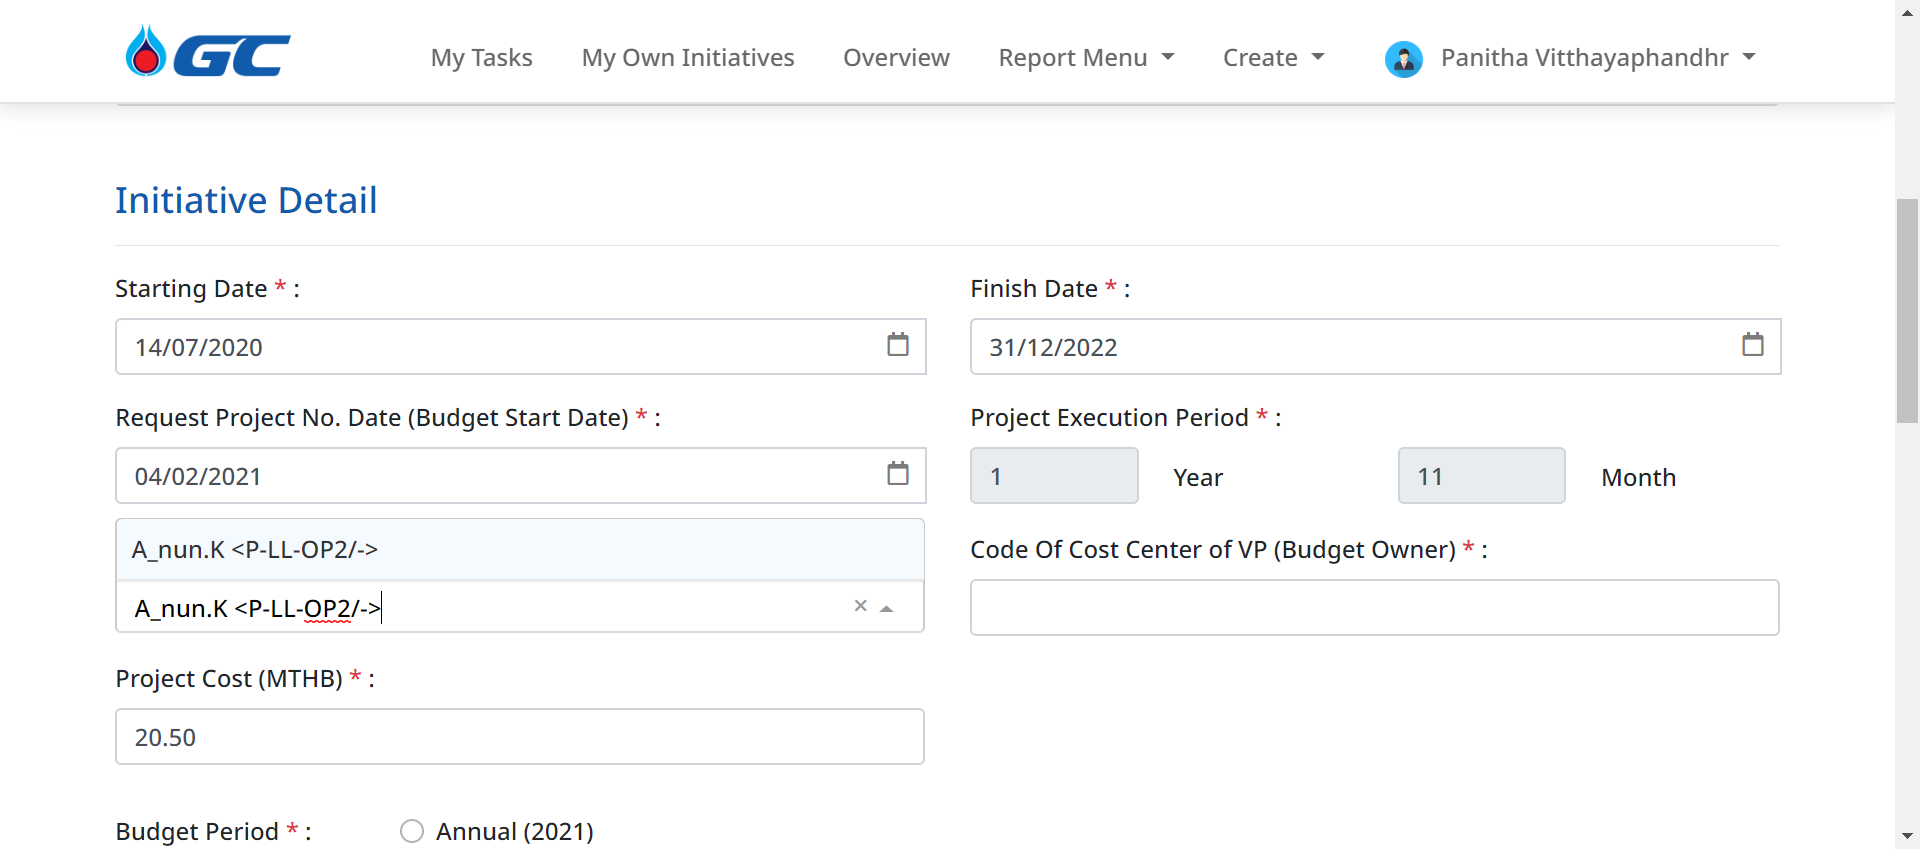 GC
My Tasks
My Own Initiatives
Overview
Report Menu
Create
Panitha Vitthayaphandhr
Initiative Detail
Starting Date * :
Finish Date * :
14/07/2020
31/12/2022
Request Project No. Date (Budget Start Date) * :
Project Execution Period * :
04/02/2021
1
Year
11
Month
A_nun.K <P-LL-OP2/->
Code Of Cost Center of VP (Budget Owner) * :
A_nun.K <P-LL-OP2/->
Project Cost (MTHB) * :
20.50
Budget Period * :
Annual (2021)